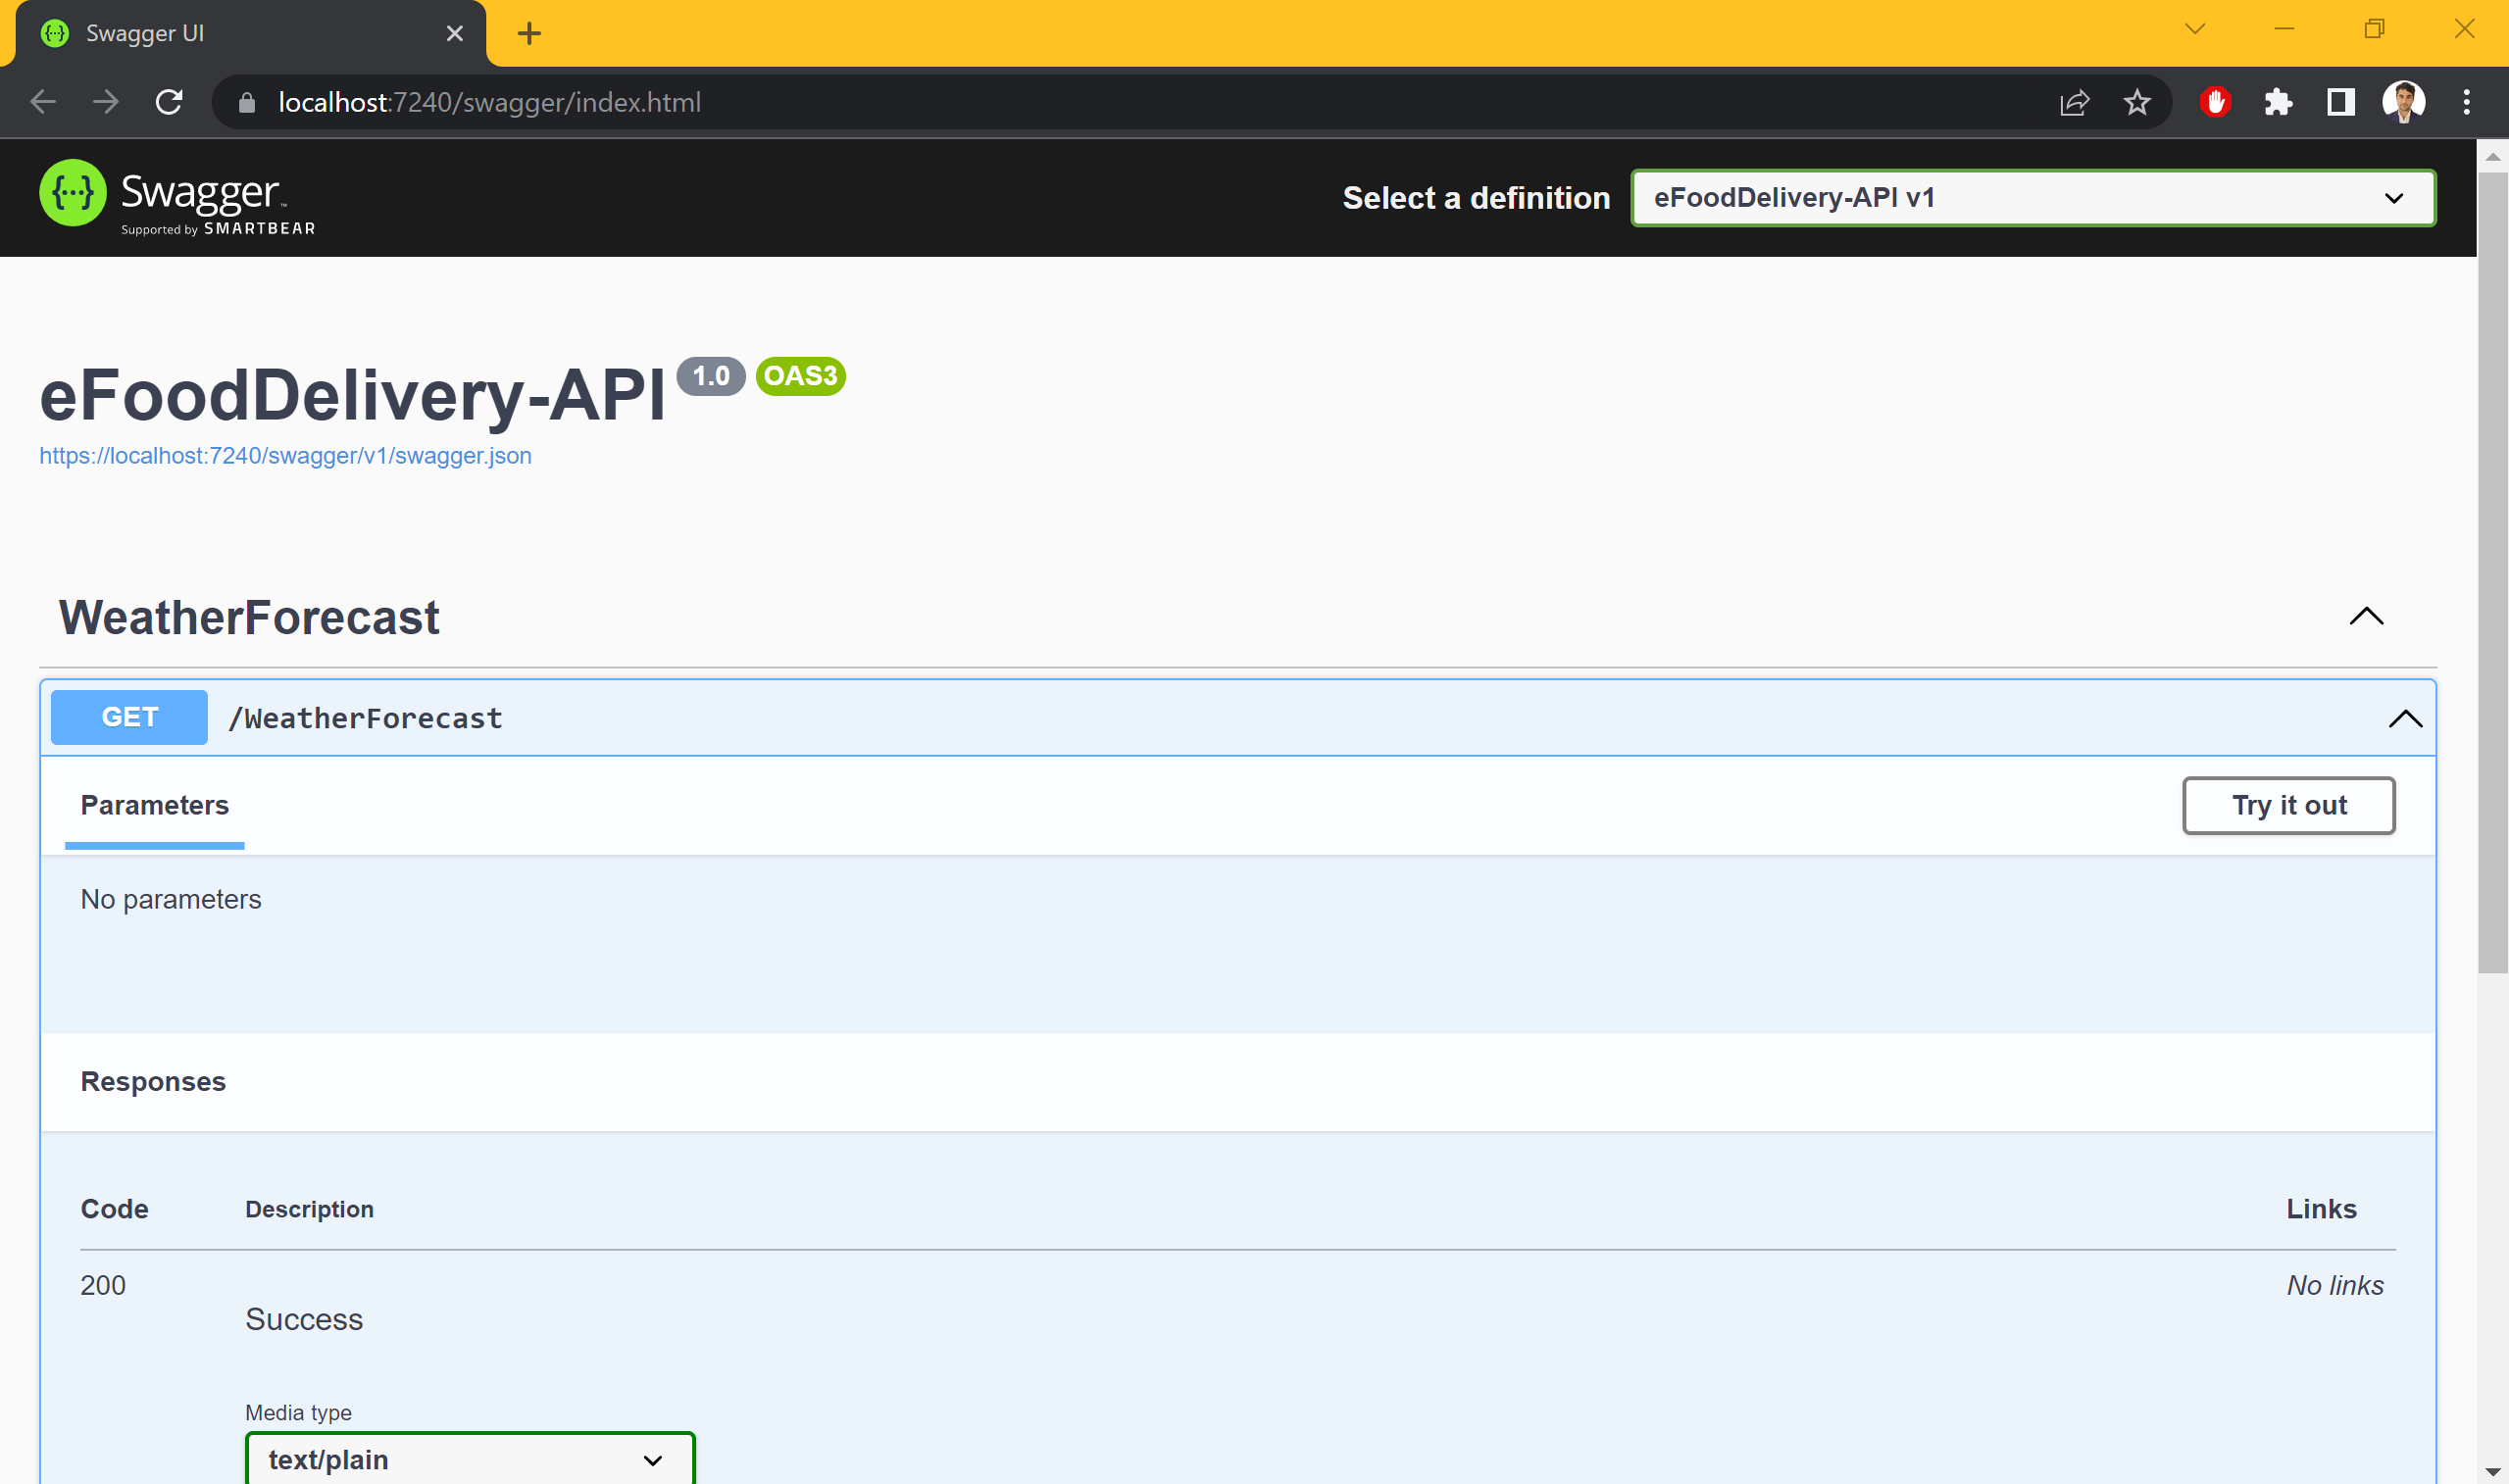 Swagger UI
localhost:7240/swagger/index.html
{···} Swagger™
Supported by SMARTBEAR
Select a definition
eFoodDelivery-API v1
eFoodDelivery-API 1.0 OAS3
https://localhost:7240/swagger/v1/swagger.json
WeatherForecast
GET /WeatherForecast
Parameters
Try it out
No parameters
Responses
Code Description Links
200
No links
Success
Media type
text/plain